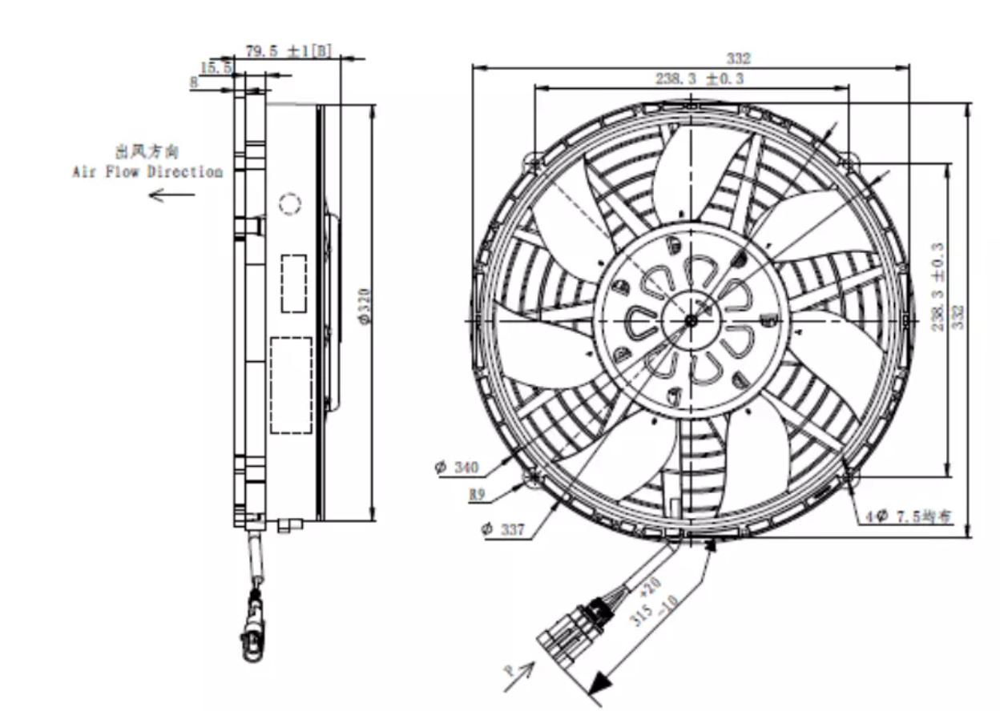 79.5 ±1[B]
15.5
8
出风方向
Air Flow Direction
ϕ320
332
238.3 ±0.3
238.3 ±0.3
332
ϕ 340
R9
ϕ 337
4-ϕ 7.5均布
315 +20 -10
P